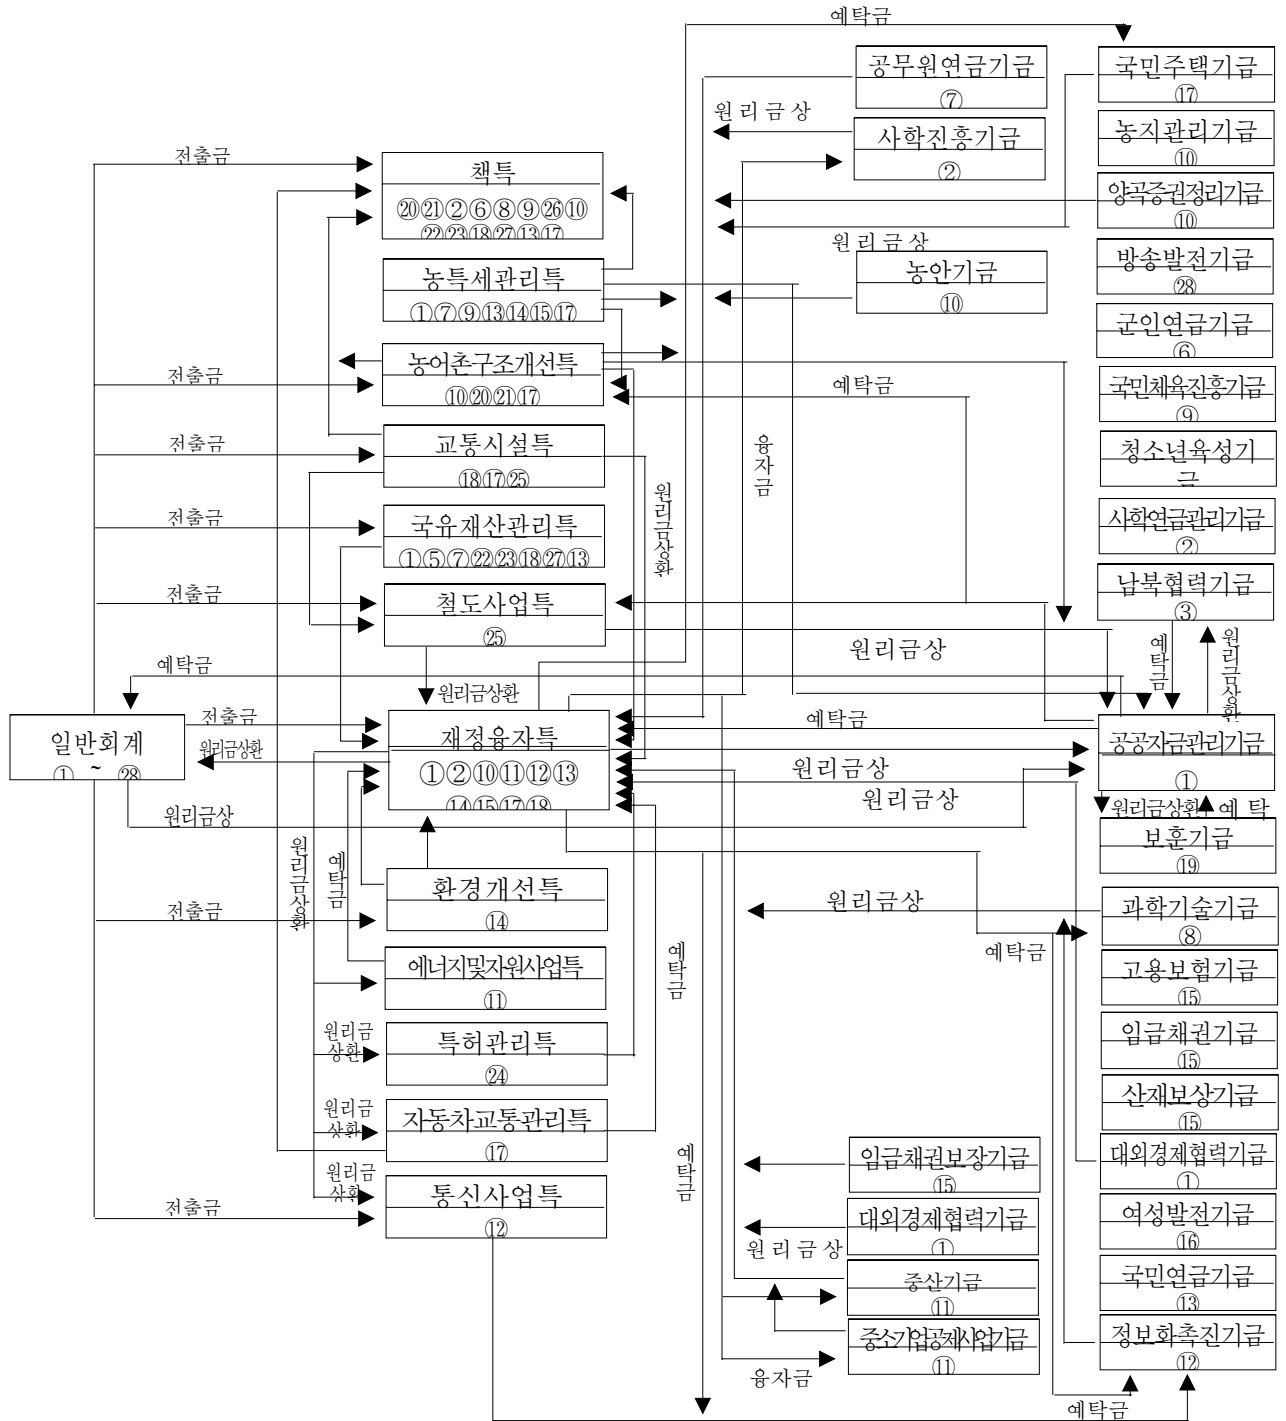 예탁금
공무원연금기금
⑦
국민주택기금
⑰
원리금상
사학진흥기금
②
농지관리기금
⑩
전출금
책특
⑳㉑②⑥⑧⑨㉖⑩
㉒㉓⑱㉗⑬⑰
양곡증권정리기금
⑩
원리금상
농특세관리특
①⑦⑨⑬⑭⑮⑰
농안기금
⑩
방송발전기금
㉘
군인연금기금
⑥
전출금
농어촌구조개선특
⑩⑳㉑⑰
예탁금
국민체육진흥기금
⑨
전출금
교통시설특
⑱⑰㉕
융자금
청소년육성기
금
원리금상환
전출금
국유재산관리특
①⑤⑦㉒㉓⑱㉗⑬
사학연금관리기금
②
전출금
철도사업특
㉕
남북협력기금
③
원리금상
예탁금
원리금상환
예탁금
원리금상환
일반회계
① ~ ㉘
전출금
원리금상환
재정융자특
①②⑩⑪⑫⑬
⑭⑮⑰⑱
예탁금
원리금상
원리금상
공공자금관리기금
①
원리금상환
예 탁
원리금상
보훈기금
⑲
원리금상환
예탁금
환경개선특
⑭
전출금
원리금상
과학기술기금
⑧
예탁금
예탁금
에너지및자원사업특
⑪
고용보험기금
⑮
원리금
상환
특허관리특
㉔
임금채권기금
⑮
원리금
상환
자동차교통관리특
⑰
산재보상기금
⑮
예탁금
임금채권보장기금
⑮
대외경제협력기금
①
원리금
상환
전출금
통신사업특
⑫
대외경제협력기금
①
원리금상
여성발전기금
⑯
중산기금
⑪
국민연금기금
⑬
중소기업공제사업기금
⑪
융자금
정보화촉진기금
⑫
예탁금